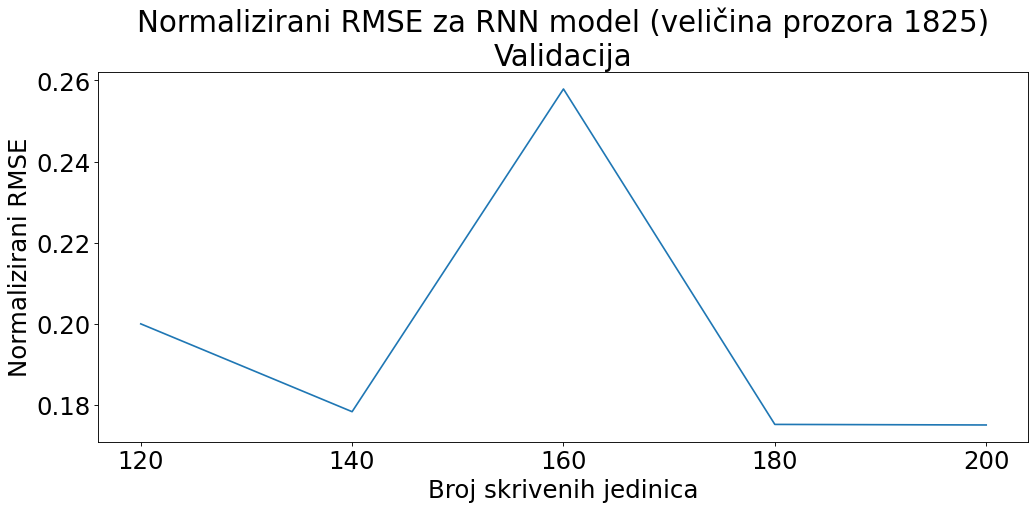 Normalizirani RMSE za RNN model (veličina prozora 1825)
Validacija
Normalizirani RMSE
0.26
0.24
0.22
0.20
0.18
120 140 160 180 200
Broj skrivenih jedinica